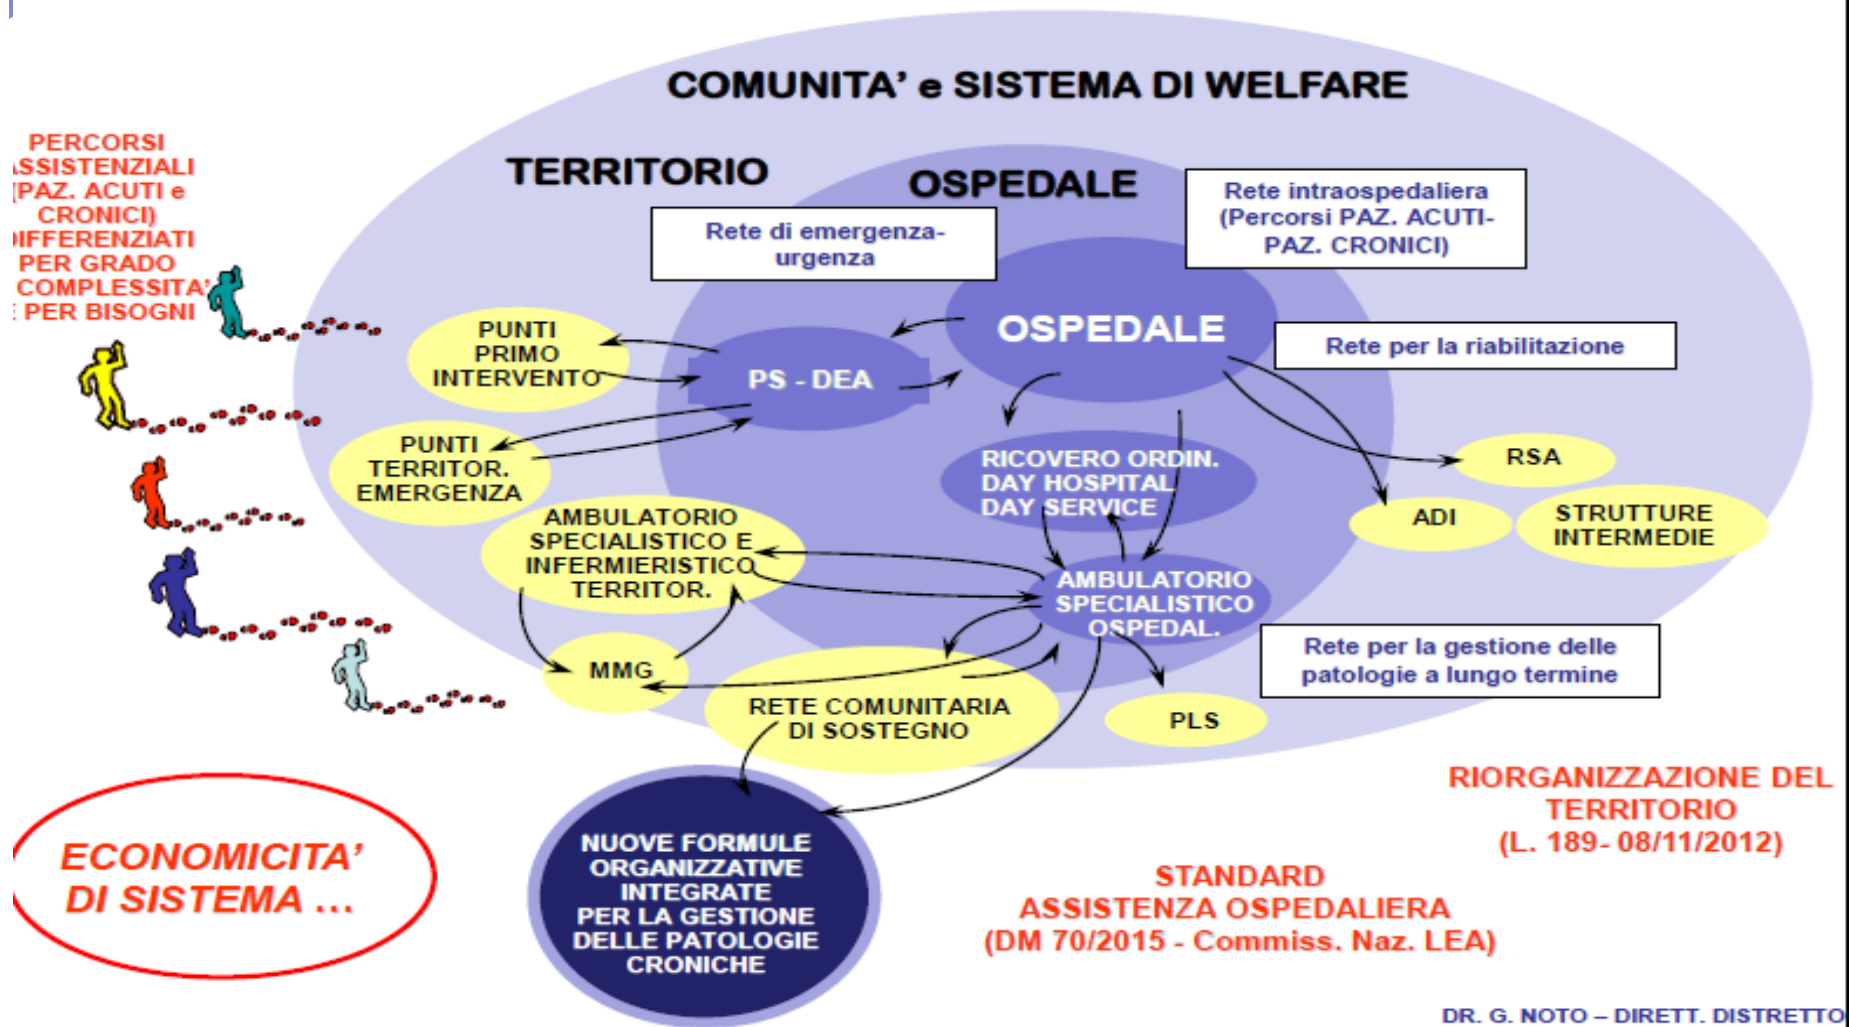 COMUNITA' e SISTEMA DI WELFARE
PERCORSI
ASSISTENZIALI
(PAZ. ACUTI e
CRONICI)
DIFFERENZIATI
PER GRADO
COMPLESSITA'
E PER BISOGNI
TERRITORIO
OSPEDALE
Rete di emergenza-
urgenza
Rete intraospedaliera
(Percorsi PAZ. ACUTI-
PAZ. CRONICI)
PUNTI
PRIMO
INTERVENTO
PS - DEA
OSPEDALE
Rete per la riabilitazione
PUNTI
TERRITOR.
EMERGENZA
RICOVERO ORDIN.
DAY HOSPITAL
DAY SERVICE
RSA
ADI
STRUTTURE
INTERMEDIE
AMBULATORIO
SPECIALISTICO E
INFERMIERISTICO
TERRITOR.
AMBULATORIO
SPECIALISTICO
OSPEDAL.
MMG
RETE COMUNITARIA
DI SOSTEGNO
PLS
Rete per la gestione delle
patologie a lungo termine
ECONOMICITA'
DI SISTEMA ...
NUOVE FORMULE
ORGANIZZATIVE
INTEGRATE
PER LA GESTIONE
DELLE PATOLOGIE
CRONICHE
RIORGANIZZAZIONE DEL
TERRITORIO
(L. 189- 08/11/2012)
STANDARD
ASSISTENZA OSPEDALIERA
(DM 70/2015 - Commiss. Naz. LEA)
DR. G. NOTO – DIRETT. DISTRETTO